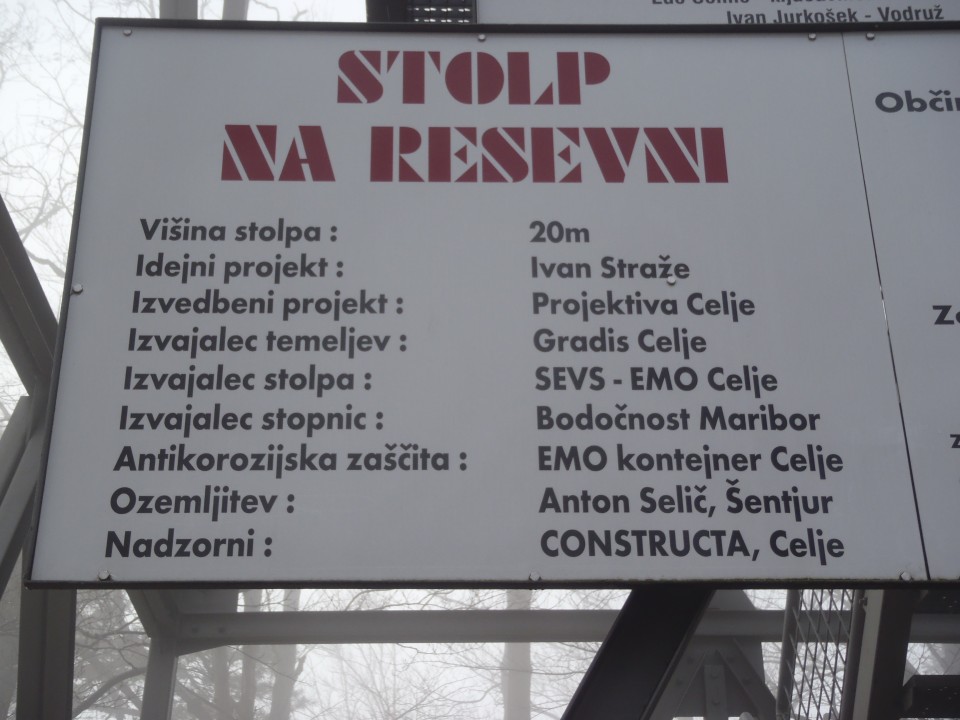 Ivan Jurkošek - Vodruž
STOLP
NA RESEVNI
Višina stolpa : 20m
Idejni projekt : Ivan Straže
Izvedbeni projekt : Projektiva Celje
Izvajalec temeljev : Gradis Celje
Izvajalec stolpa : SEVS - EMO Celje
Izvajalec stopnic : Bodočnost Maribor
Antikorozijska zaščita : EMO kontejner Celje
Ozemljitev : Anton Selič, Šentjur
Nadzorni : CONSTRUCTA, Celje